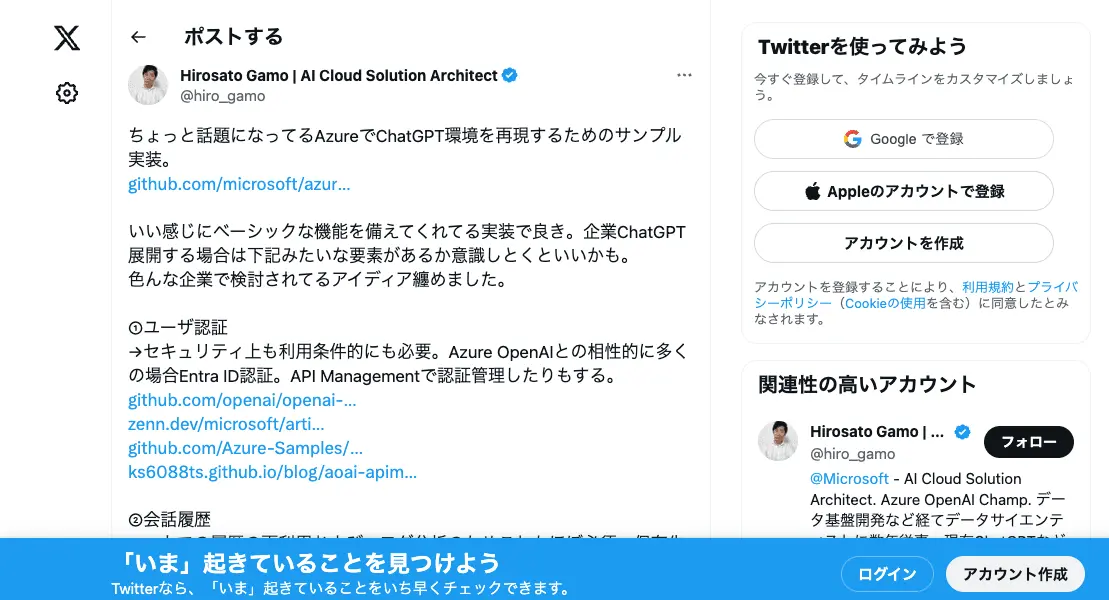 ポストする
Hirosato Gamo | AI Cloud Solution Architect
@hiro_gamo
ちょっと話題になってるAzureでChatGPT環境を再現するためのサンプル
実装。
github.com/microsoft/azur…
いい感じにベーシックな機能を備えてくれてる実装で良き。企業ChatGPT
展開する場合は下記みたいな要素があるか意識しとくといいかも。
色んな企業で検討されてるアイディア纏めました。
①ユーザ認証
→セキュリティ上も利用条件的にも必要。Azure OpenAIとの相性的に多く
の場合Entra ID認証。API Managementで認証管理したりもする。
github.com/openai/openai-…
zenn.dev/microsoft/arti…
github.com/Azure-Samples/…
ks6088ts.github.io/blog/aoai-apim…
②会話履歴
Twitterを使ってみよう
今すぐ登録して、タイムラインをカスタマイズしましょ
う。
Google で登録
Appleのアカウントで登録
アカウントを作成
アカウントを登録することにより、利用規約とプライバ
シーポリシー（Cookieの使用を含む）に同意したとみ
なされます。
関連性の高いアカウント
Hirosato Gamo | ...
@hiro_gamo
フォロー
@Microsoft - AI Cloud Solution
Architect. Azure OpenAI Champ. デー
タ基盤開発など経てデータサイエンテ
「いま」起きていることを見つけよう
Twitterなら、「いま」起きていることをいち早くチェックできます。
ログイン
アカウント作成